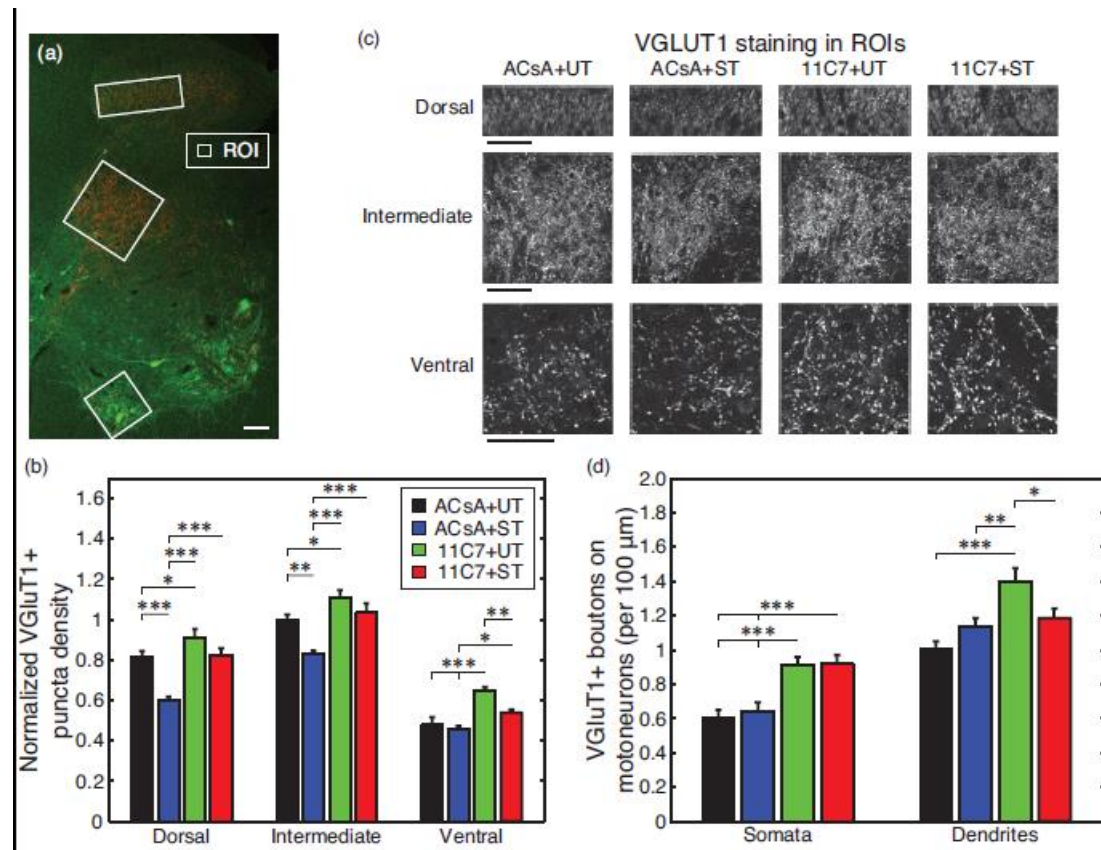 (a)
ROI
(c)
VGLUT1 staining in ROIs
ACsA+UT ACsA+ST 11C7+UT 11C7+ST
Dorsal
Intermediate
Ventral
(b)
Normalized VGluT1+
puncta density
1.6
1.4
1.2
1
0.8
0.6
0.4
0.2
0
***
*
***
***
**
*
***
***
***
*
**
ACsA+UT
ACsA+ST
11C7+UT
11C7+ST
Dorsal Intermediate Ventral
(d)
VGluT1+ boutons on
motoneurons (per 100 µm)
2.0
1.8
1.6
1.4
1.2
1
0.8
0.6
0.4
0.2
0
***
***
***
**
*
Somata Dendrites